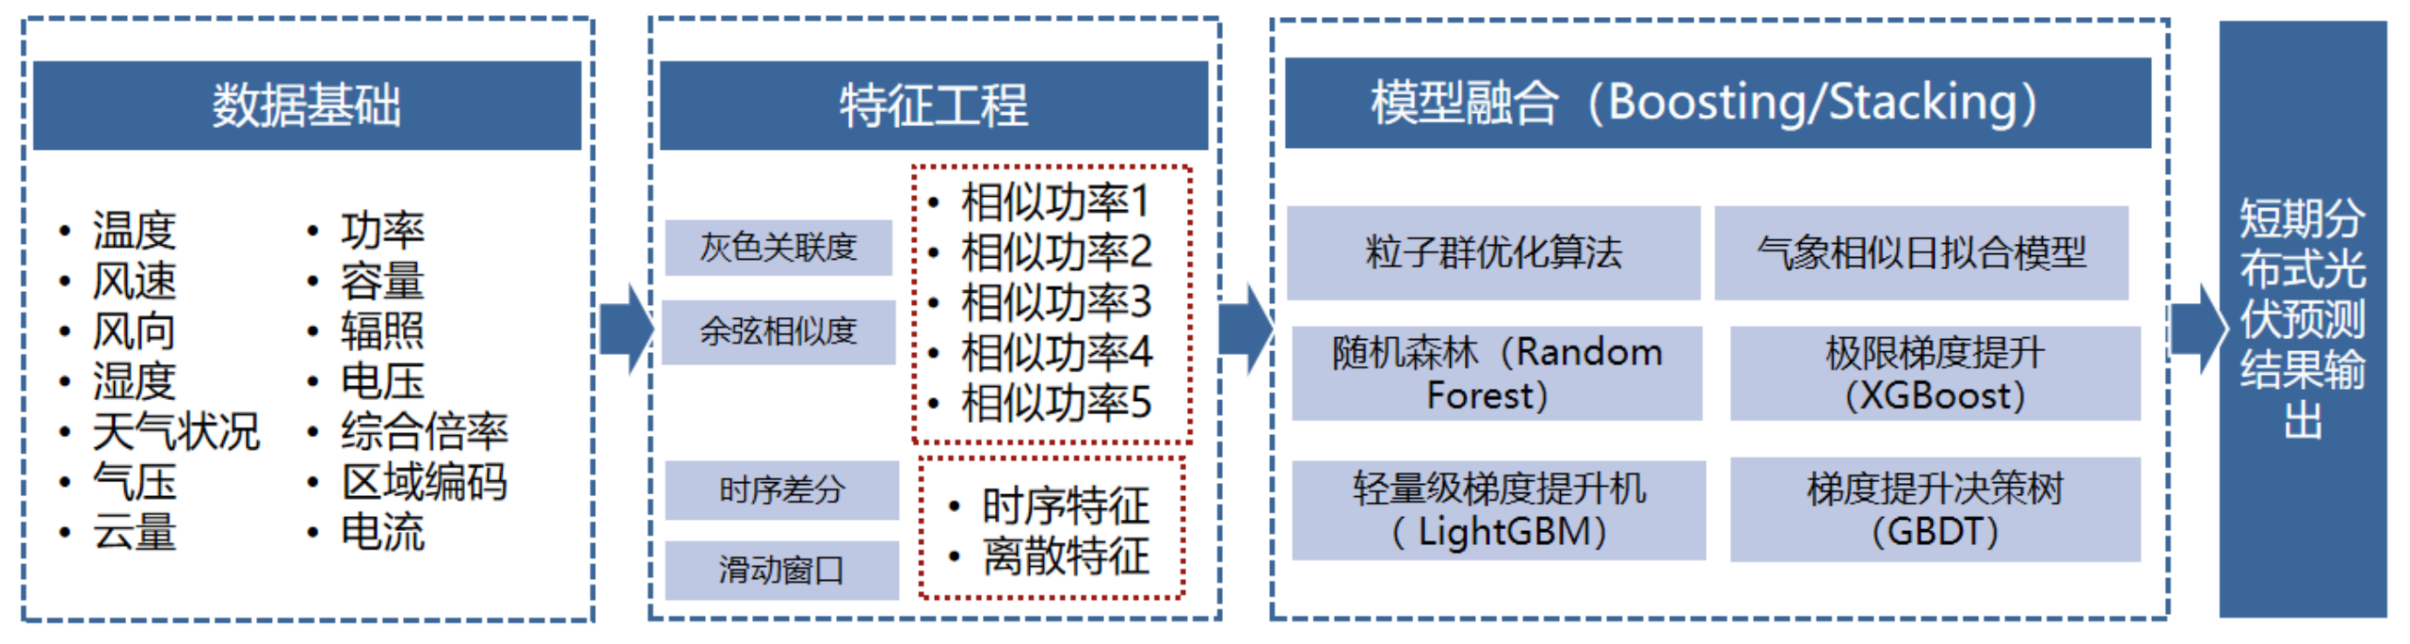 数据基础
• 温度
• 风速
• 风向
• 湿度
• 天气状况
• 气压
• 云量
• 功率
• 容量
• 辐照
• 电压
• 综合倍率
• 区域编码
• 电流
特征工程
灰色关联度
余弦相似度
• 相似功率1
• 相似功率2
• 相似功率3
• 相似功率4
• 相似功率5
时序差分
滑动窗口
• 时序特征
• 离散特征
模型融合（Boosting/Stacking）
粒子群优化算法
气象相似日拟合模型
随机森林（Random
Forest）
极限梯度提升
（XGBoost）
轻量级梯度提升机
（ LightGBM）
梯度提升决策树
（GBDT）
短期分
布式光
伏预测
结果输
出